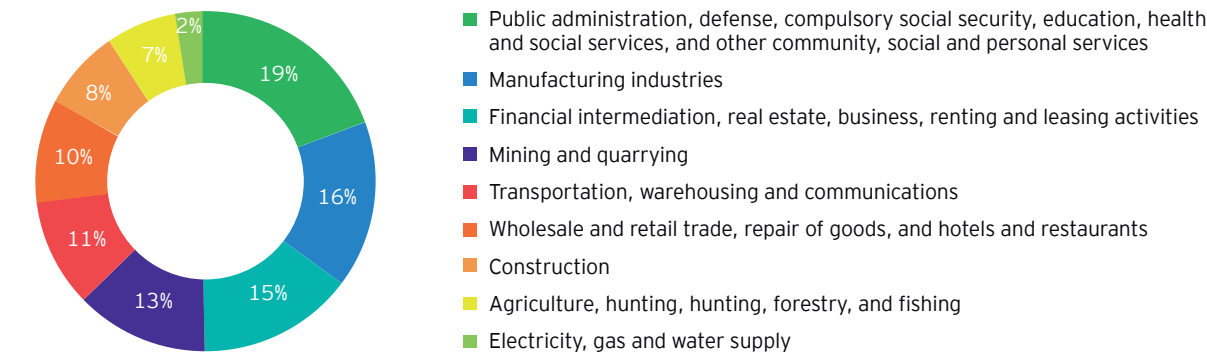 2%
7%
19%
8%
10%
16%
11%
15%
13%
Public administration, defense, compulsory social security, education, health
and social services, and other community, social and personal services
Manufacturing industries
Financial intermediation, real estate, business, renting and leasing activities
Mining and quarrying
Transportation, warehousing and communications
Wholesale and retail trade, repair of goods, and hotels and restaurants
Construction
Agriculture, hunting, hunting, forestry, and fishing
Electricity, gas and water supply